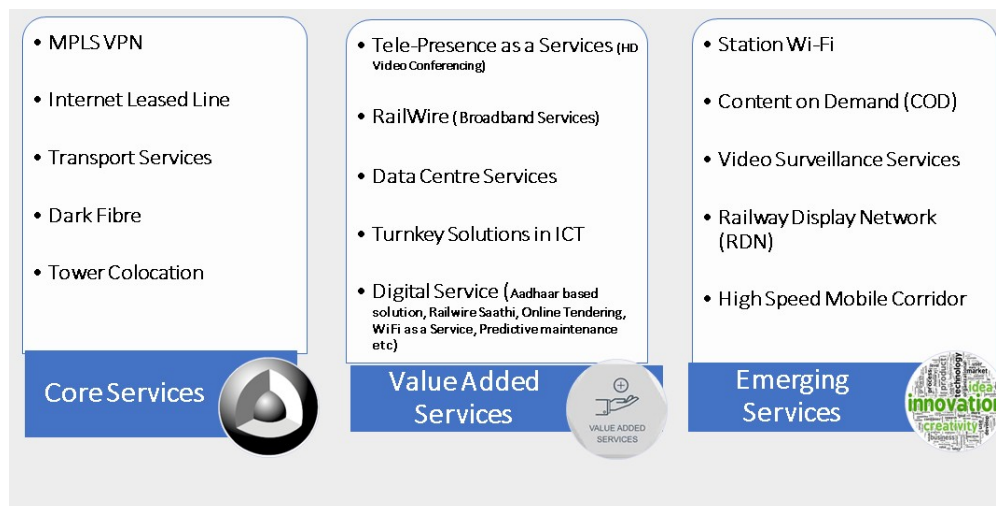 • MPLS VPN
• Internet Leased Line
• Transport Services
• Dark Fibre
• Tower Colocation
Core Services
• Tele-Presence as a Services (HD
Video Conferencing)
• RailWire (Broadband Services)
• Data Centre Services
• Turnkey Solutions in ICT
• Digital Service (Aadhaar based
solution, Railwire Saathi, Online Tendering,
WiFi as a Service, Predictive maintenance
etc)
Value Added
Services
VALUE ADDED
SERVICES
• Station Wi-Fi
• Content on Demand (COD)
• Video Surveillance Services
• Railway Display Network
(RDN)
• High Speed Mobile Corridor
Emerging
Services
technology
market
product
idea
innovation
creativity
business